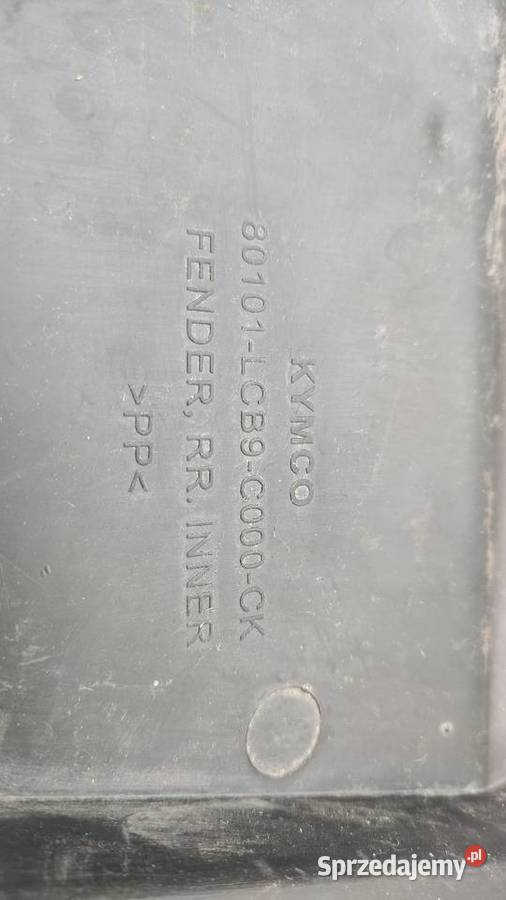 KYMCO
80101-LCB9-C000-CK
FENDER, RR. INNER
>PP<
Sprzedajemy.pl